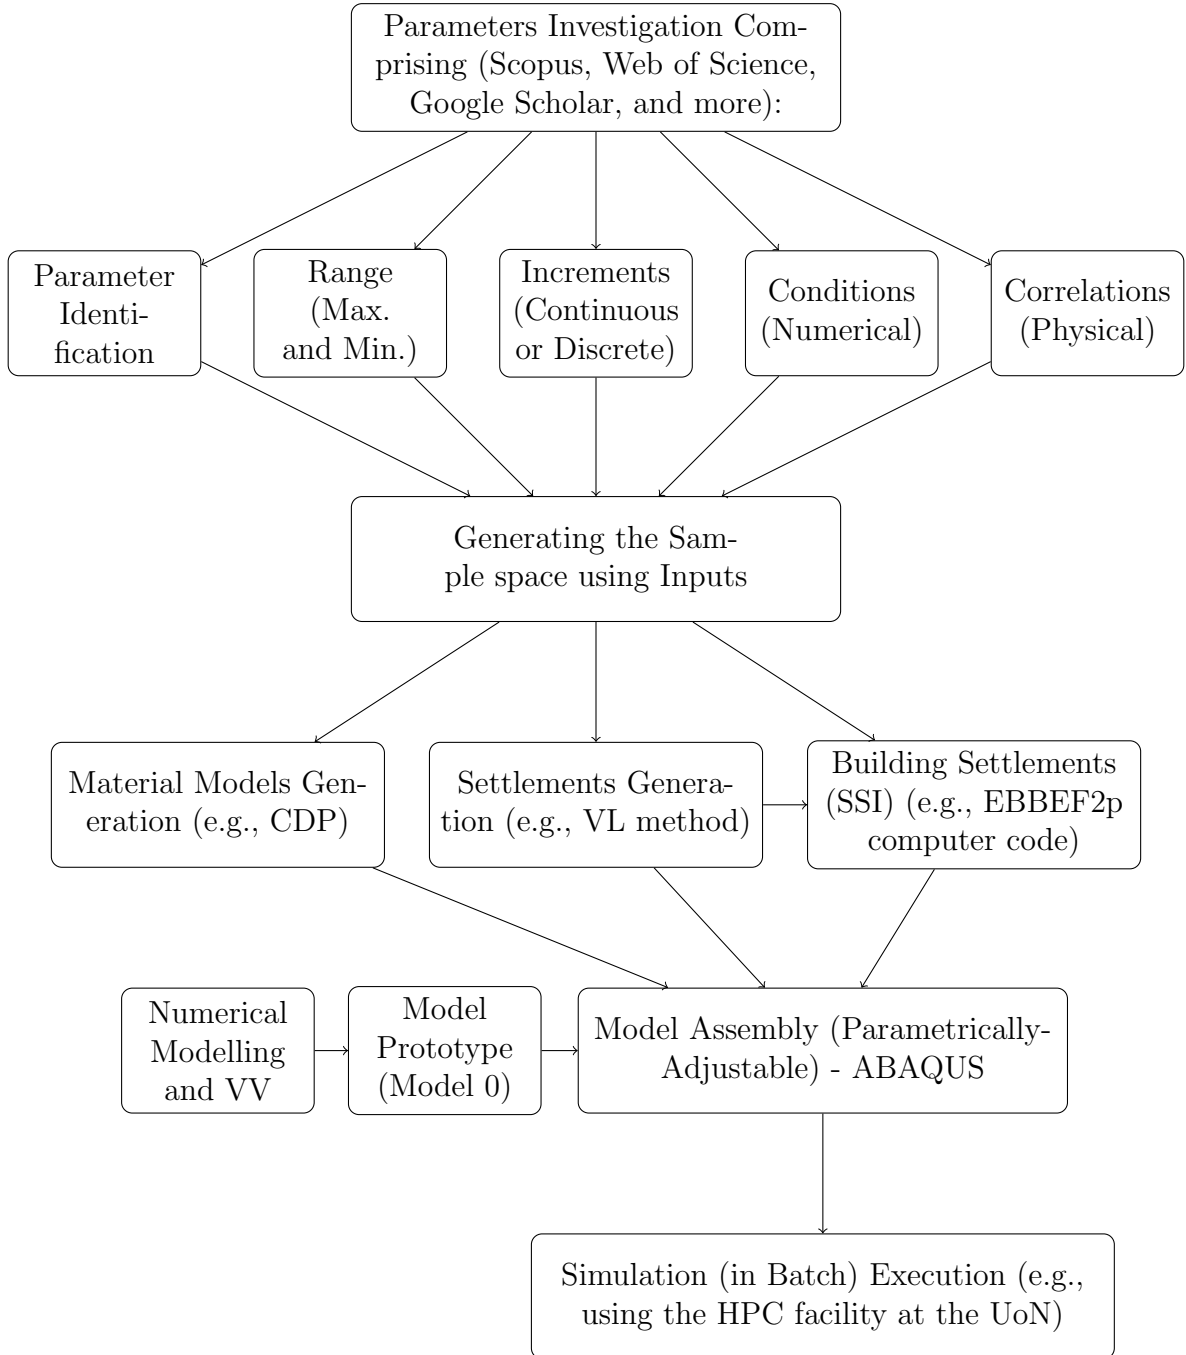 Parameters Investigation Com-
prising (Scopus, Web of Science,
Google Scholar, and more):
Parameter
Identi-
fication
Range
(Max.
and Min.)
Increments
(Continuous
or Discrete)
Conditions
(Numerical)
Correlations
(Physical)
Generating the Sam-
ple space using Inputs
Material Models Gen-
eration (e.g., CDP)
Settlements Genera-
tion (e.g., VL method)
Building Settlements
(SSI) (e.g., EBBEF2p
computer code)
Numerical
Modelling
and VV
Model
Prototype
(Model 0)
Model Assembly (Parametrically-
Adjustable) - ABAQUS
Simulation (in Batch) Execution (e.g.,
using the HPC facility at the UoN)